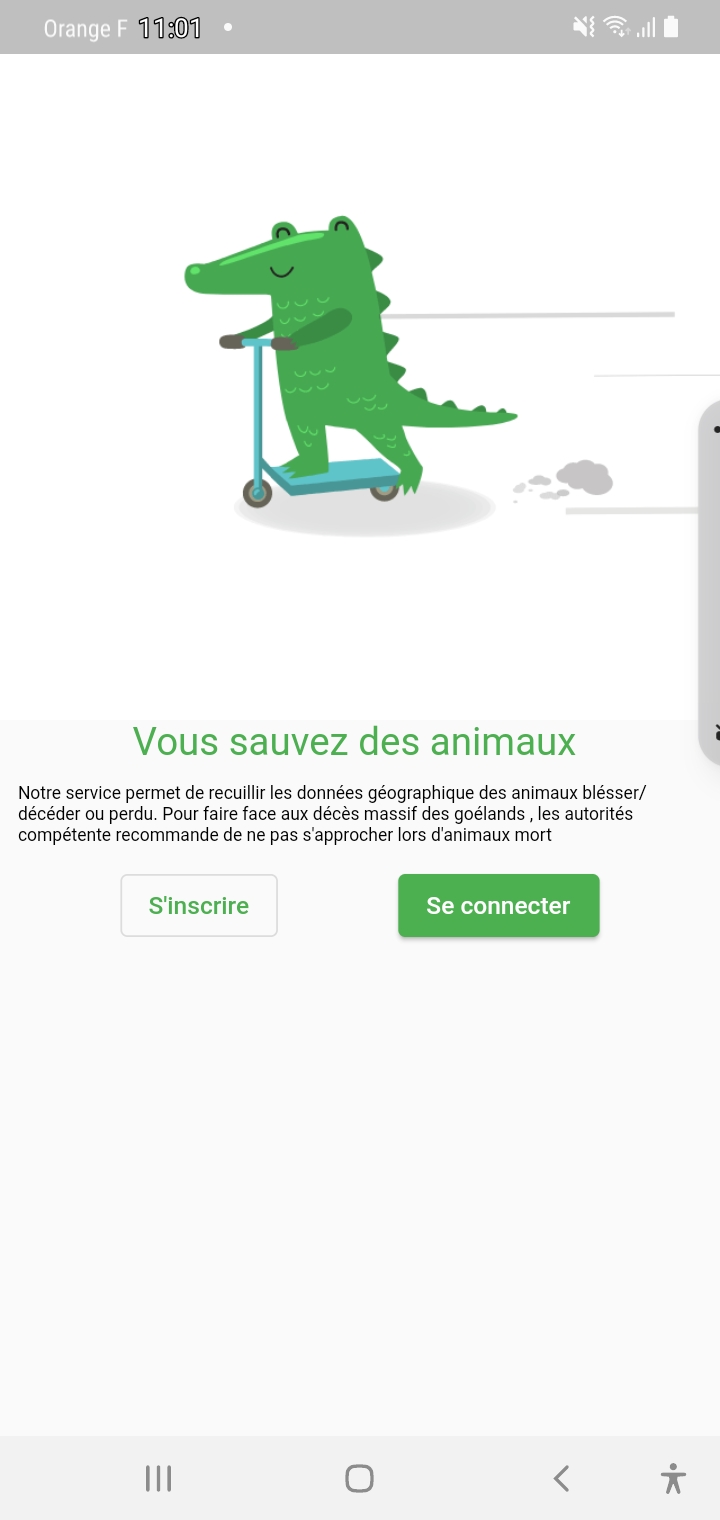 Orange F 11:01
Vous sauvez des animaux
Notre service permet de recuillir les données géographique des animaux blésser/
décéder ou perdu. Pour faire face aux décès massif des goélands , les autorités
compétente recommande de ne pas s'approcher lors d'animaux mort
S'inscrire Se connecter